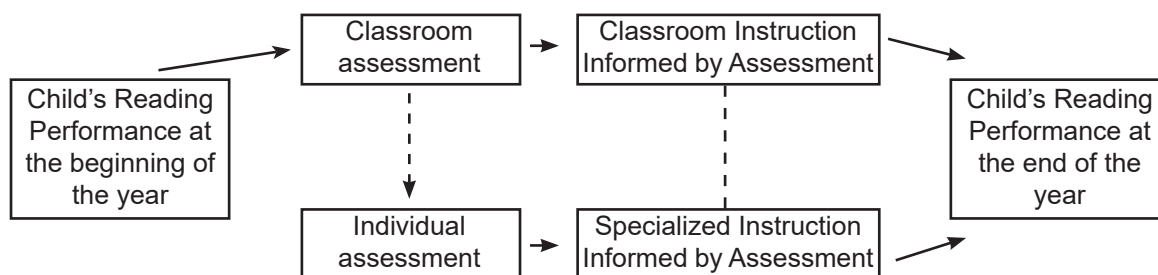 Child's Reading
Performance at
the beginning of
the year
Classroom
assessment
Classroom Instruction
Informed by Assessment
Individual
assessment
Specialized Instruction
Informed by Assessment
Child's Reading
Performance at
the end of the
year